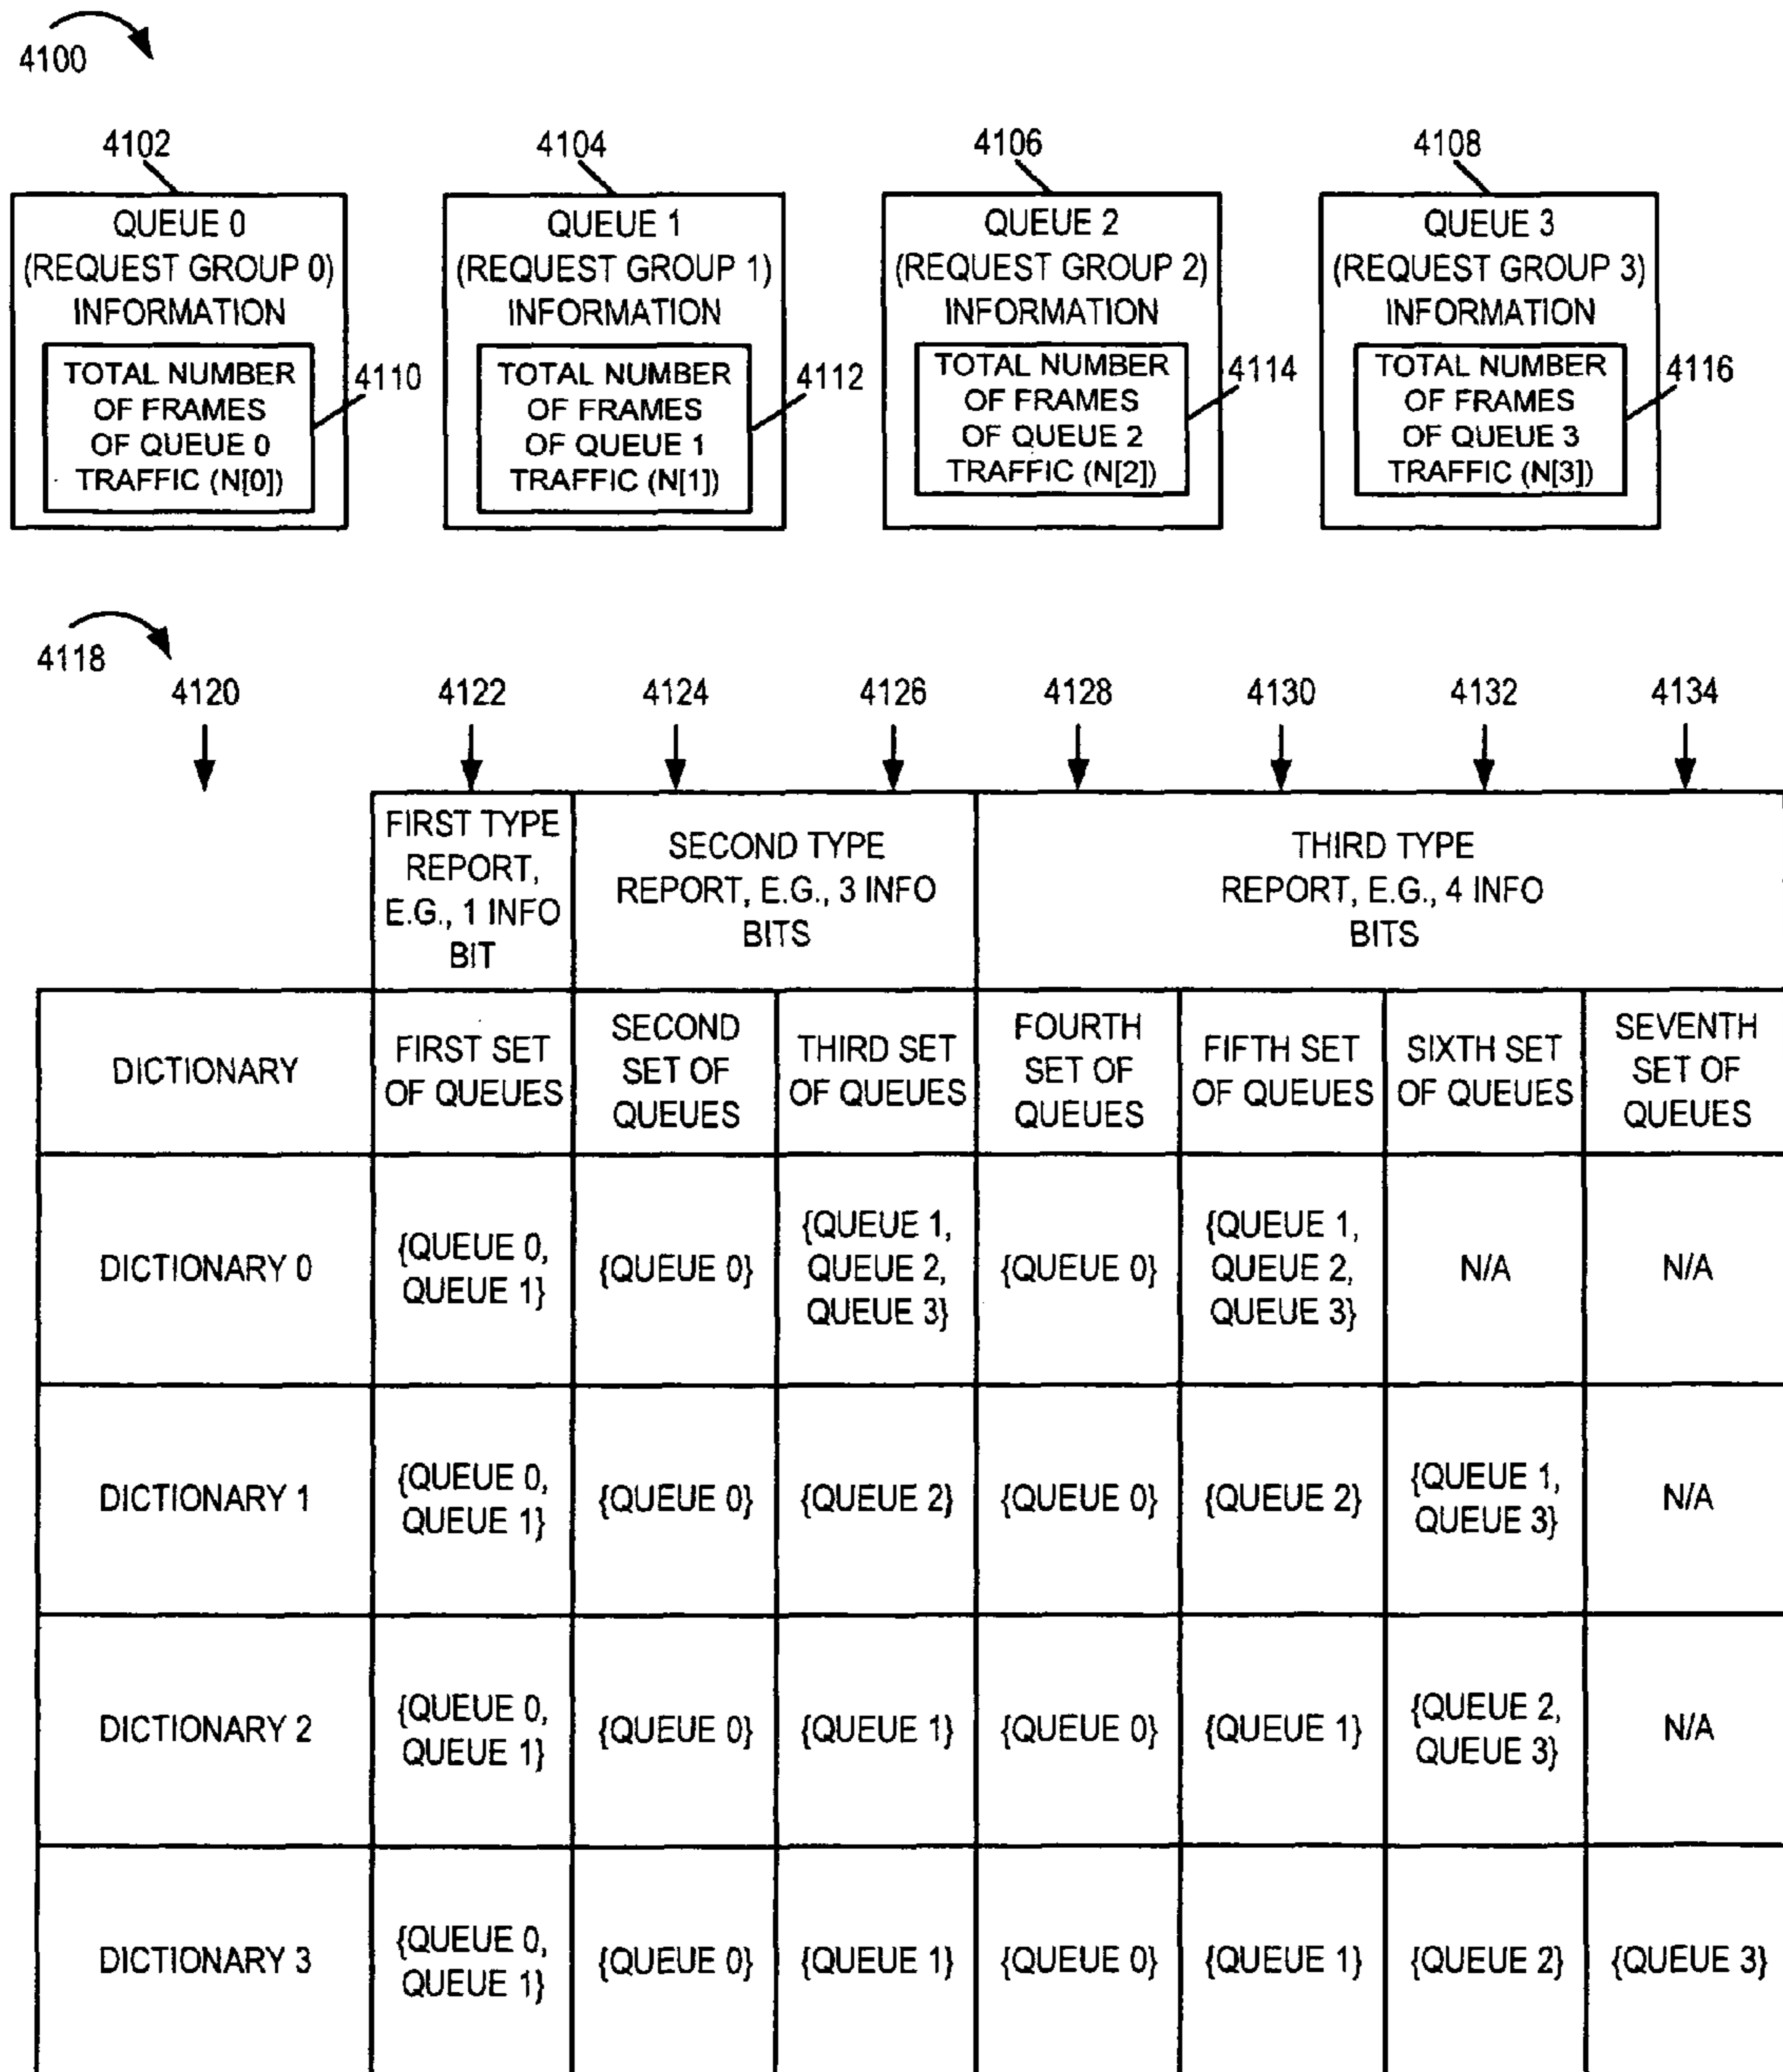 4100
4102
4104
4106
4108
QUEUE 0
(REQUEST GROUP 0)
INFORMATION
TOTAL NUMBER
OF FRAMES
OF QUEUE 0
TRAFFIC (N[0])
4110
QUEUE 1
(REQUEST GROUP 1)
INFORMATION
TOTAL NUMBER
OF FRAMES
OF QUEUE 1
TRAFFIC (N[1])
4112
QUEUE 2
(REQUEST GROUP 2)
INFORMATION
TOTAL NUMBER
OF FRAMES
OF QUEUE 2
TRAFFIC (N[2])
4114
QUEUE 3
(REQUEST GROUP 3)
INFORMATION
TOTAL NUMBER
OF FRAMES
OF QUEUE 3
TRAFFIC (N[3])
4116
4118
4120
4122
4124
4126
4128
4130
4132
4134
FIRST TYPE
REPORT,
E.G., 1 INFO
BIT
SECOND TYPE
REPORT, E.G., 3 INFO
BITS
THIRD TYPE
REPORT, E.G., 4 INFO
BITS
DICTIONARY
FIRST SET
OF QUEUES
SECOND
SET OF
QUEUES
THIRD SET
OF QUEUES
FOURTH
SET OF
QUEUES
FIFTH SET
OF QUEUES
SIXTH SET
OF QUEUES
SEVENTH
SET OF
QUEUES
DICTIONARY 0
{QUEUE 0,
QUEUE 1}
{QUEUE 0}
{QUEUE 1,
QUEUE 2,
QUEUE 3}
{QUEUE 0}
{QUEUE 1,
QUEUE 2,
QUEUE 3}
N/A
N/A
DICTIONARY 1
{QUEUE 0,
QUEUE 1}
{QUEUE 0}
{QUEUE 2}
{QUEUE 0}
{QUEUE 2}
{QUEUE 1,
QUEUE 3}
N/A
DICTIONARY 2
{QUEUE 0,
QUEUE 1}
{QUEUE 0}
{QUEUE 1}
{QUEUE 0}
{QUEUE 1}
{QUEUE 2,
QUEUE 3}
N/A
DICTIONARY 3
{QUEUE 0,
QUEUE 1}
{QUEUE 0}
{QUEUE 1}
{QUEUE 0}
{QUEUE 1}
{QUEUE 2}
{QUEUE 3}